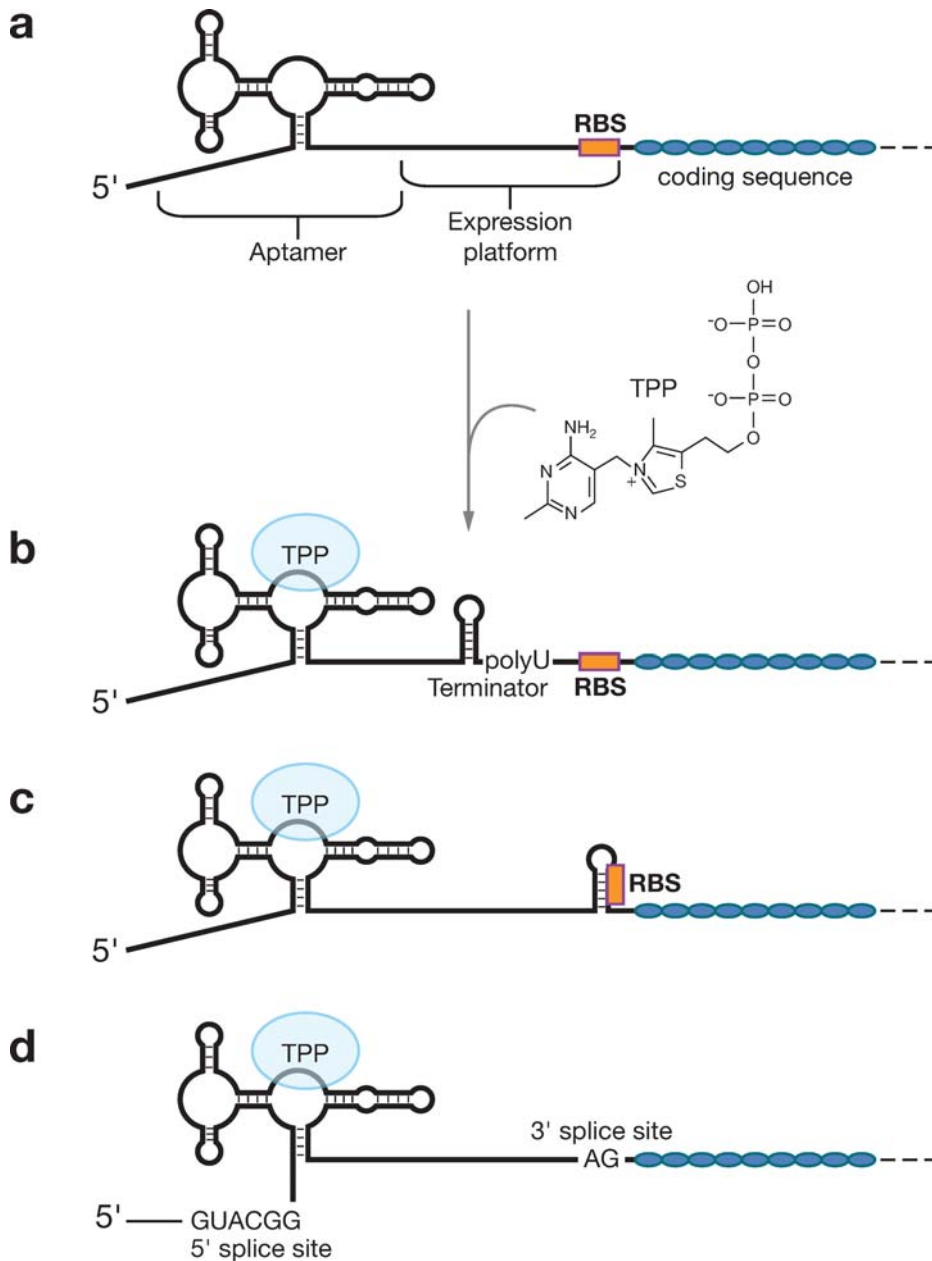 a
RBS
5'
coding sequence
Aptamer
Expression
platform
OH
⁻O–P=O
O
TPP
⁻O–P=O
O
NH₂
N
N
+
S
N
b
TPP
5'
polyU
Terminator
RBS
c
TPP
RBS
5'
d
TPP
3' splice site
AG
5'
GUACGG
5' splice site